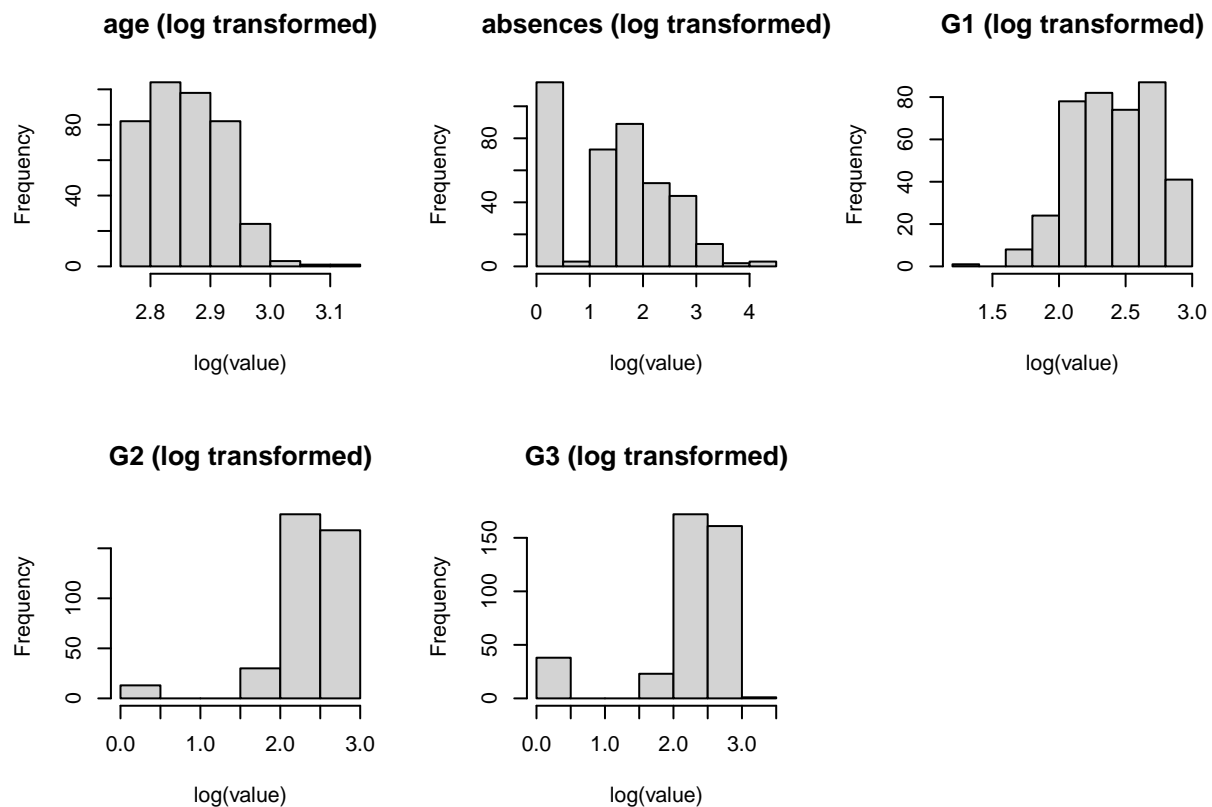 age (log transformed)
Frequency
0
40
80
2.8 2.9 3.0 3.1
log(value)
absences (log transformed)
Frequency
0
40
80
0 1 2 3 4
log(value)
G1 (log transformed)
Frequency
0
20
40
60
80
1.5 2.0 2.5 3.0
log(value)
G2 (log transformed)
Frequency
0
50
100
0.0 1.0 2.0 3.0
log(value)
G3 (log transformed)
Frequency
0
50
100
150
0.0 1.0 2.0 3.0
log(value)